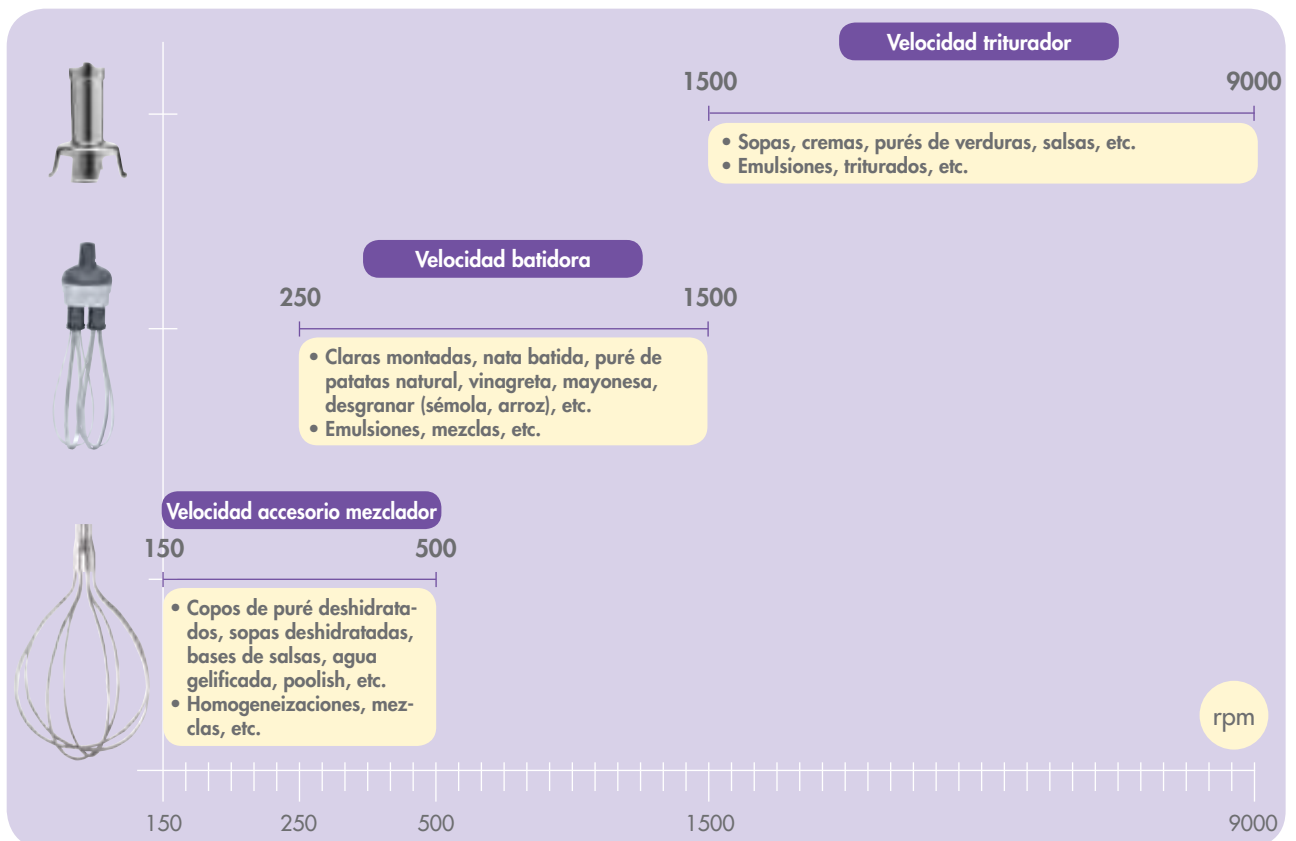 Velocidad triturador
1500
9000
• Sopas, cremas, purés de verduras, salsas, etc.
• Emulsiones, triturados, etc.
Velocidad batidora
250
1500
• Claras montadas, nata batida, puré de
patatas natural, vinagreta, mayonesa,
desgranar (sémola, arroz), etc.
• Emulsiones, mezclas, etc.
Velocidad accesorio mezclador
150
500
• Copos de puré deshidrata-
dos, sopas deshidratadas,
bases de salsas, agua
gelificada, poolish, etc.
• Homogeneizaciones, mez-
clas, etc.
rpm
150
250
500
1500
9000